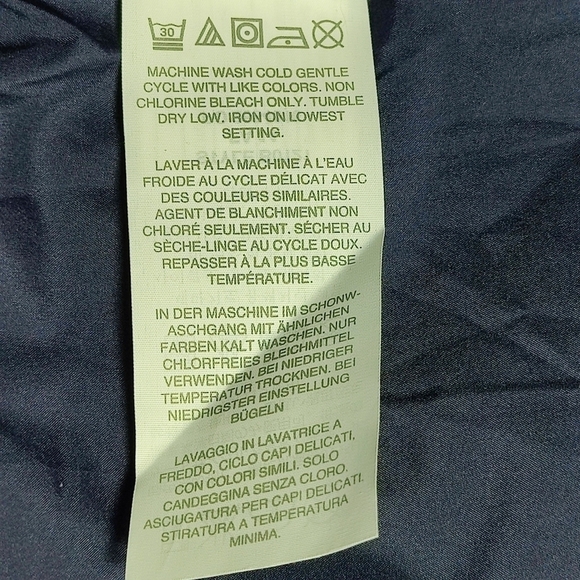 30
MACHINE WASH COLD GENTLE
CYCLE WITH LIKE COLORS. NON
CHLORINE BLEACH ONLY. TUMBLE
DRY LOW. IRON ON LOWEST
SETTING.
LAVER À LA MACHINE À L'EAU
FROIDE AU CYCLE DÉLICAT AVEC
DES COULEURS SIMILAIRES.
AGENT DE BLANCHIMENT NON
CHLORÉ SEULEMENT. SÉCHER AU
SÈCHE-LINGE AU CYCLE DOUX.
REPASSER À LA PLUS BASSE
TEMPÉRATURE.
IN DER MASCHINE IM SCHONW-
ASCHGANG MIT ÄHNLICHEN
FARBEN KALT WASCHEN. NUR
CHLORFREIES BLEICHMITTEL
VERWENDEN. BEI NIEDRIGER
TEMPERATUR TROCKNEN. BEI
NIEDRIGSTER EINSTELLUNG
BÜGELN
LAVAGGIO IN LAVATRICE A
FREDDO, CICLO CAPI DELICATI,
CON COLORI SIMILI. SOLO
CANDEGGINA SENZA CLORO.
ASCIUGATURA PER CAPI DELICATI.
STIRATURA A TEMPERATURA
MINIMA.